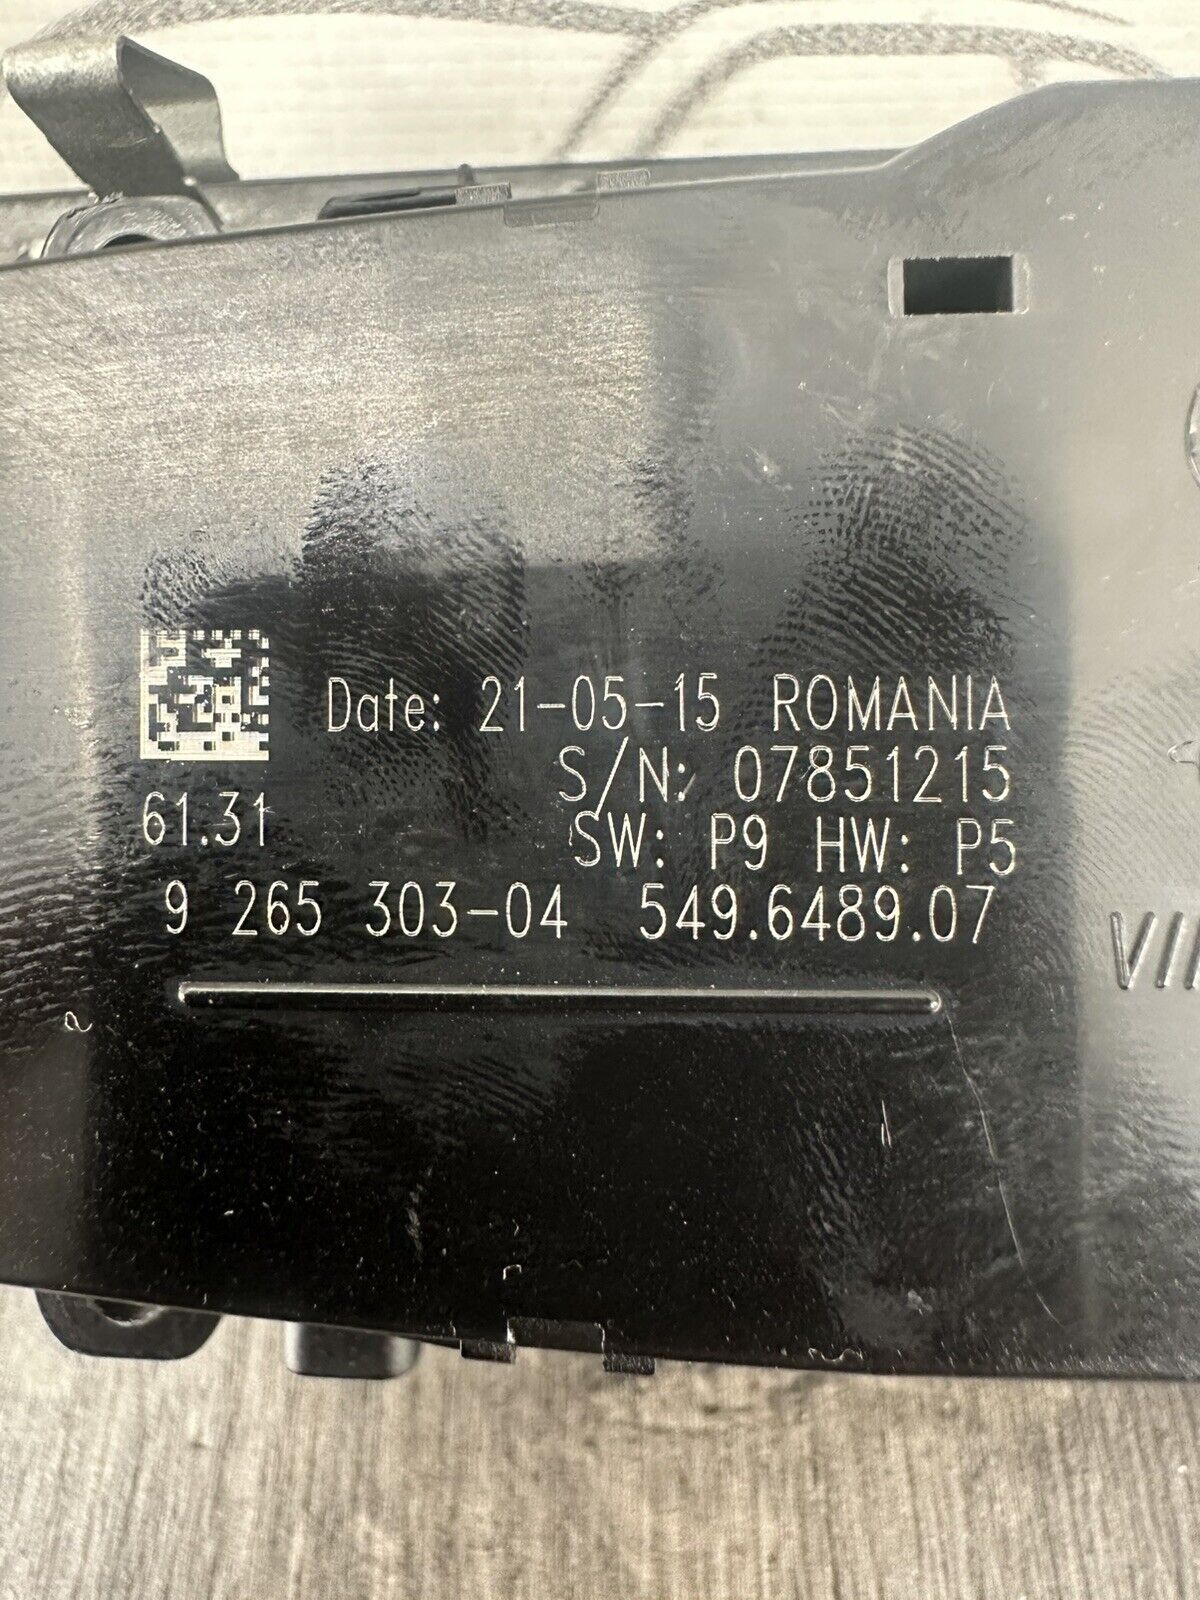 Date: 21-05-15 ROMANIA
S/N: 07851215
61.31
SW: P9 HW: P5
9 265 303-04 549.6489.07